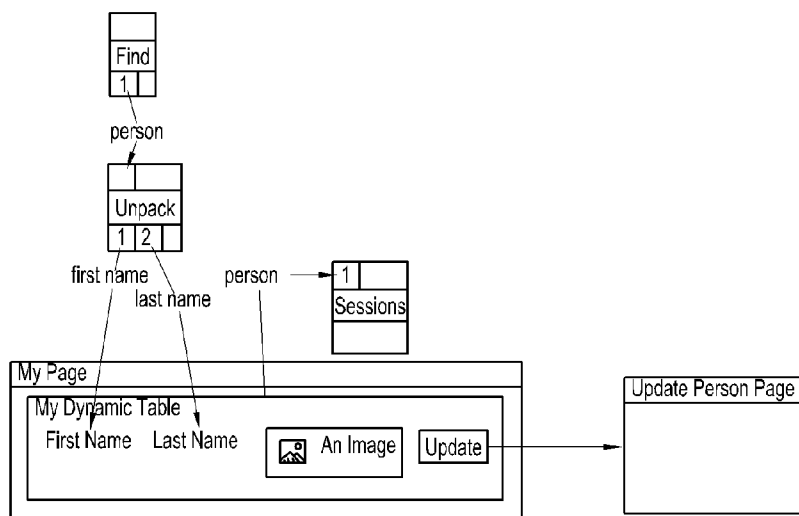 Find
1
person
Unpack
1 2
first name
last name
person
1
Sessions
My Page
My Dynamic Table
First Name Last Name
An Image
Update
Update Person Page